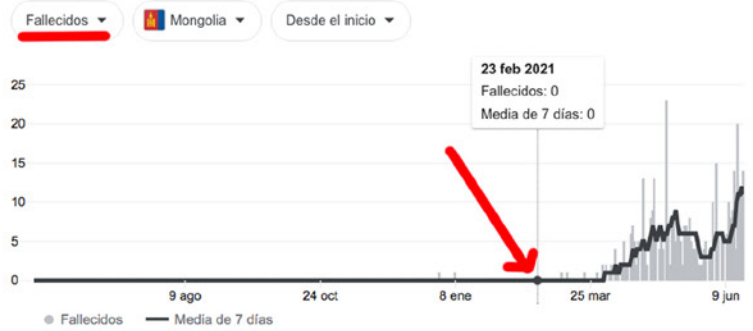 Fallecidos Mongolia Desde el inicio
23 feb 2021
Fallecidos: 0
Media de 7 días: 0
25
20
15
10
5
0
9 ago 24 oct 8 ene 25 mar 9 jun
Fallecidos Media de 7 días